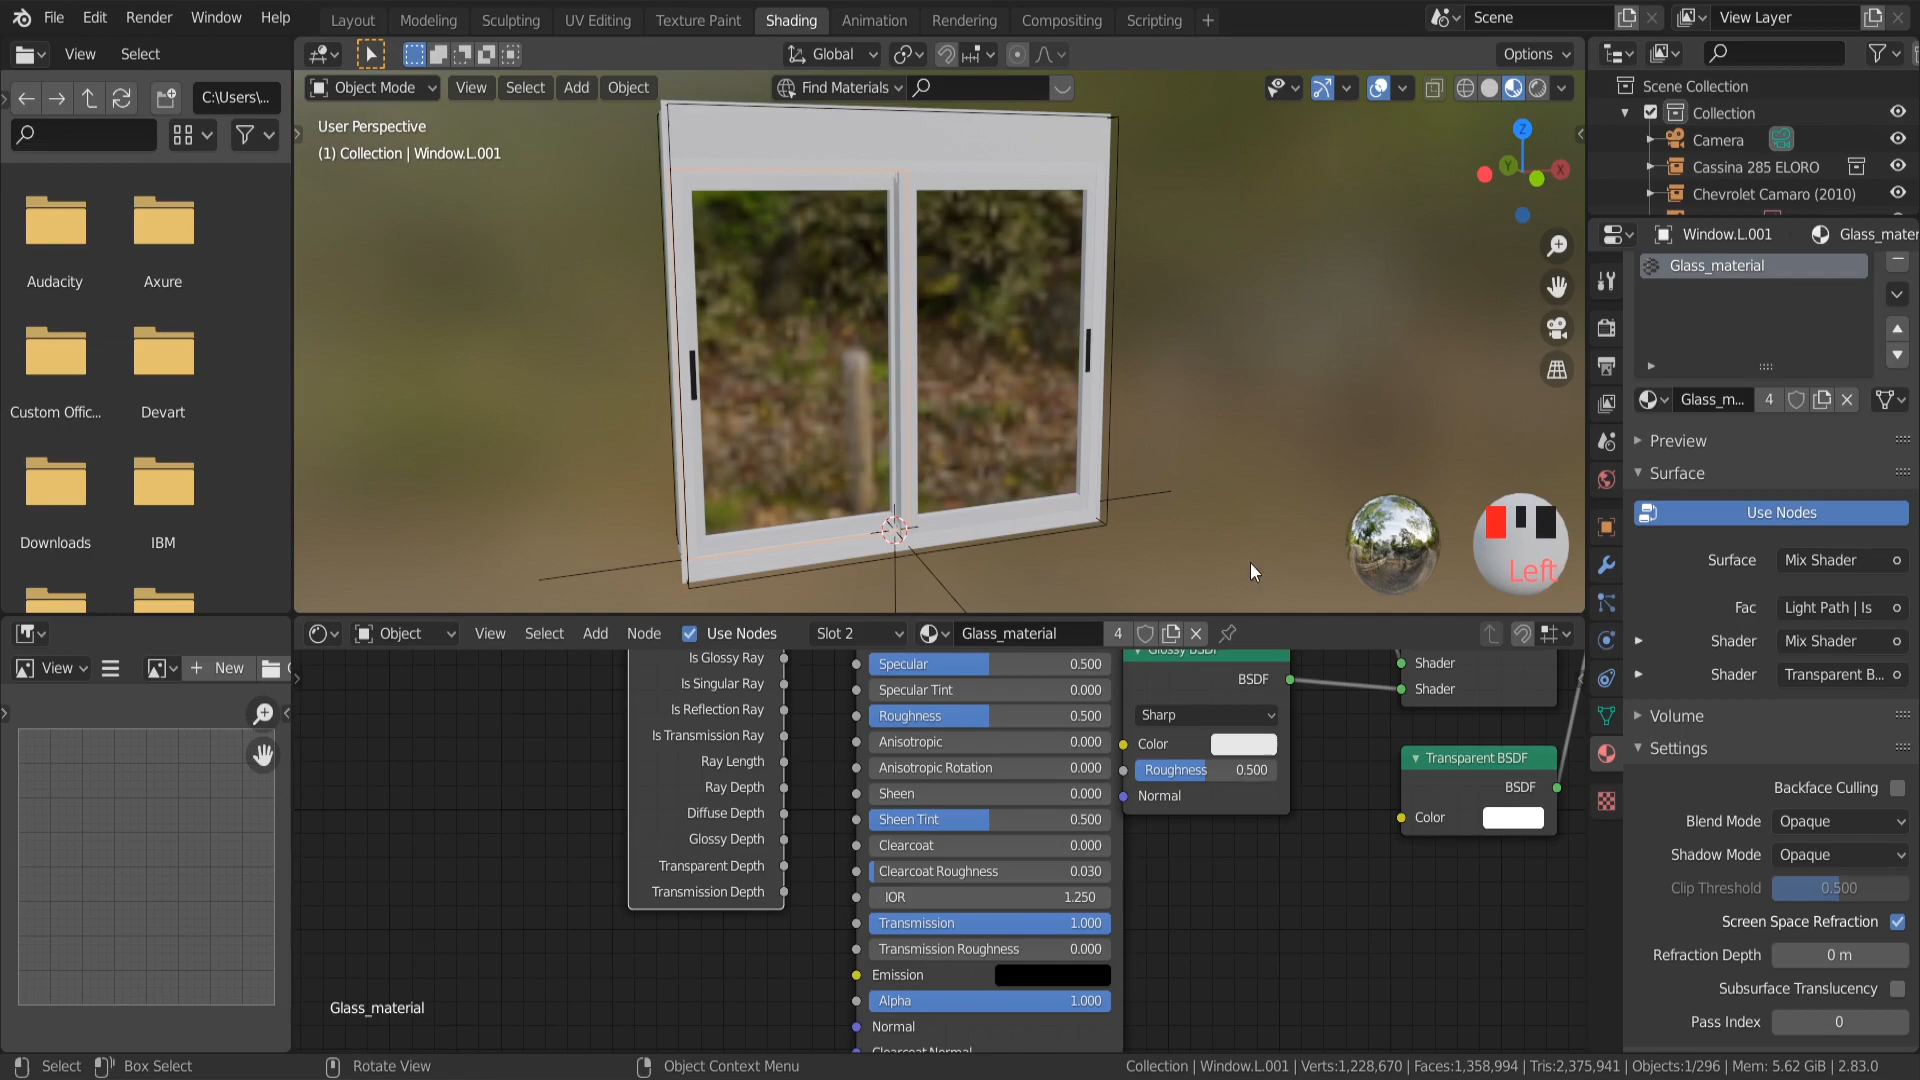 File Edit Render Window Help
Layout Modeling Sculpting UV Editing Texture Paint Shading Animation Rendering Compositing Scripting +
Scene
View Layer
View Select
Global
Options
C:\Users\...
Object Mode View Select Add Object
Find Materials
User Perspective
(1) Collection | Window.L.001
Z
Y
X
Left
Scene Collection
Collection
Camera
Cassina 285 ELORO
Chevrolet Camaro (2010)
Audacity
Axure
Custom Offic...
Devart
Downloads
IBM
Window.L.001 Glass_mater
Glass_material
Glass_m... 4
Preview
Surface
Use Nodes
Surface Mix Shader
Fac Light Path | Is
Shader Mix Shader
Shader Transparent B...
Volume
Settings
Backface Culling
Blend Mode Opaque
Shadow Mode Opaque
Clip Threshold 0.500
Screen Space Refraction
Refraction Depth 0 m
Subsurface Translucency
Pass Index 0
View
+ New
Object View Select Add Node Use Nodes Slot 2 Glass_material 4
Is Glossy Ray
Is Singular Ray
Is Reflection Ray
Is Transmission Ray
Ray Length
Ray Depth
Diffuse Depth
Glossy Depth
Transparent Depth
Transmission Depth
Specular 0.500
Specular Tint 0.000
Roughness 0.500
Anisotropic 0.000
Anisotropic Rotation 0.000
Sheen 0.000
Sheen Tint 0.500
Clearcoat 0.000
Clearcoat Roughness 0.030
IOR 1.250
Transmission 1.000
Transmission Roughness 0.000
Emission
Alpha 1.000
Normal
Clearcoat Normal
Glossy BSDF
BSDF
Sharp
Color
Roughness 0.500
Normal
Shader
Shader
Transparent BSDF
BSDF
Color
Glass_material
Select Box Select Rotate View Object Context Menu
Collection | Window.L.001 | Verts:1,228,670 | Faces:1,358,994 | Tris:2,375,941 | Objects:1/296 | Mem: 5.62 GiB | 2.83.0